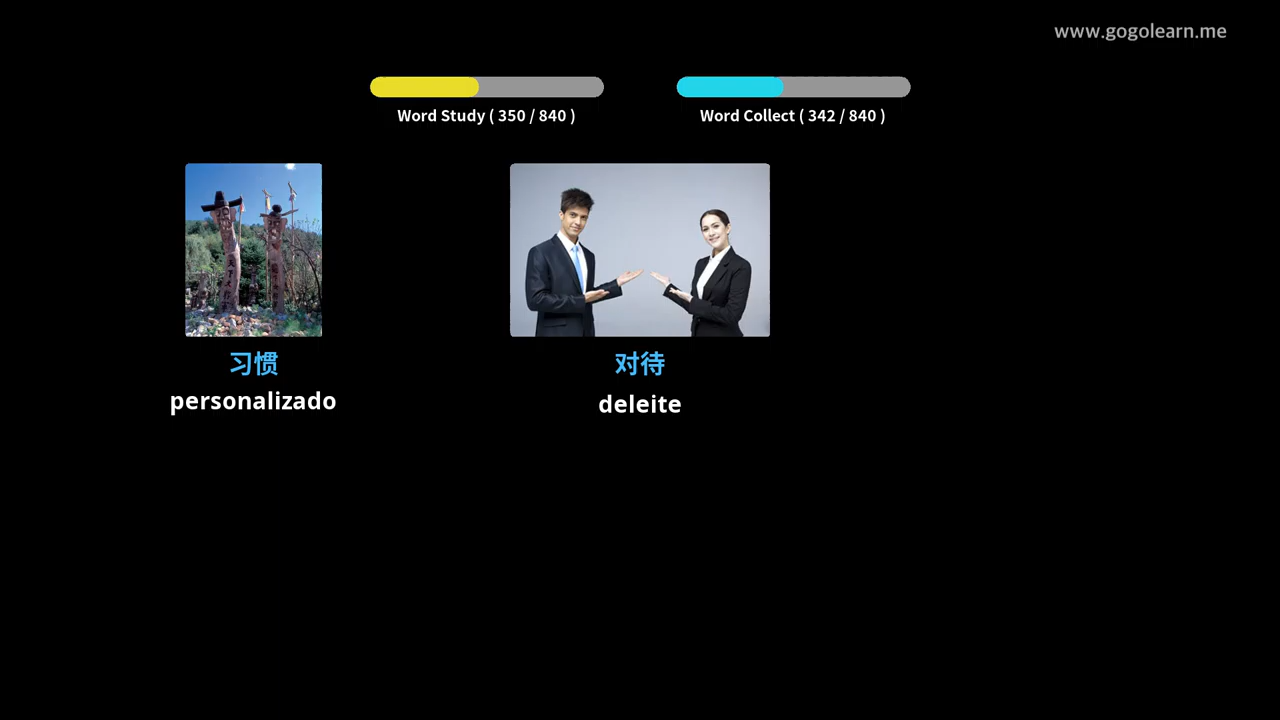 www.gogolearn.me
Word Study ( 350 / 840 )
Word Collect ( 342 / 840 )
习惯
对待
personalizado
deleite